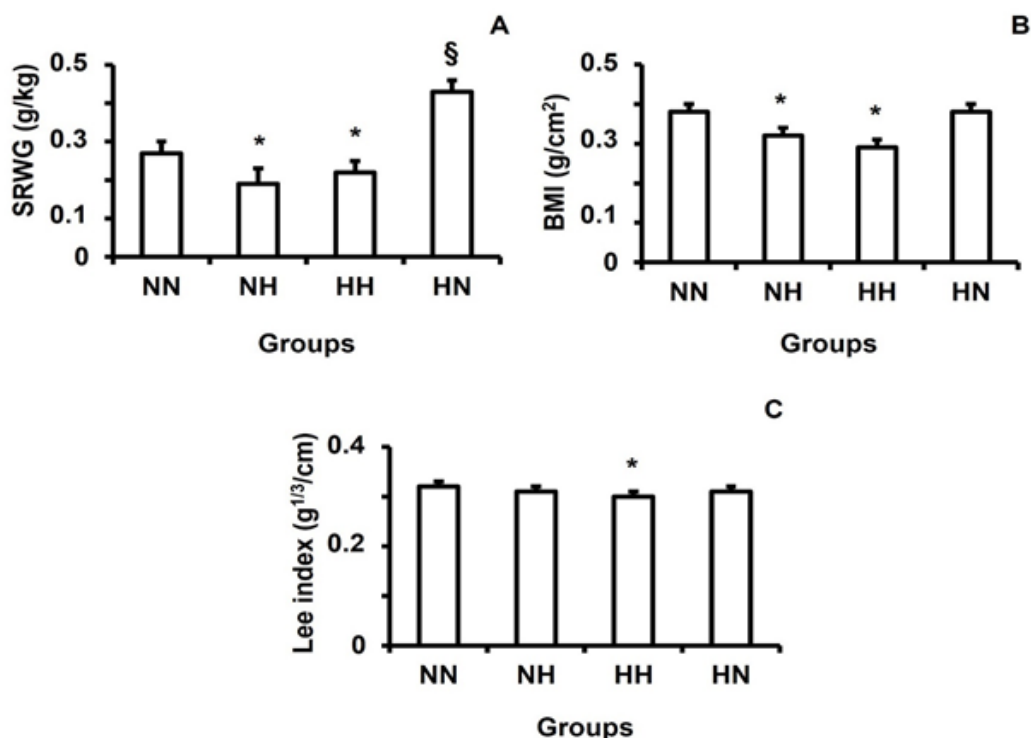 A
SRWG (g/kg)
0.5
0.3
0.1
0
§
*
*
NN NH HH HN
Groups
B
BMI (g/cm²)
0.5
0.3
0.1
0
*
*
NN NH HH HN
Groups
C
Lee index (g¹/³/cm)
0.4
0.2
0
*
NN NH HH HN
Groups